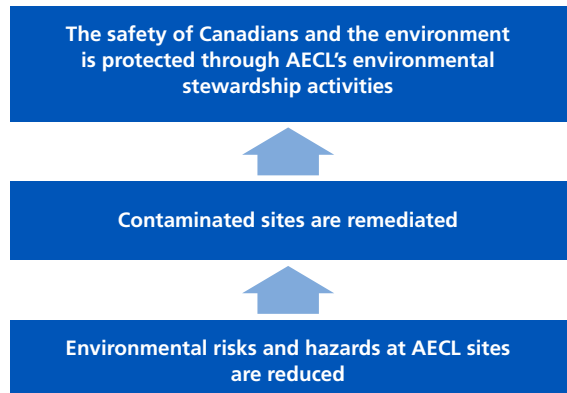 The safety of Canadians and the environment
is protected through AECL’s environmental
stewardship activities
Contaminated sites are remediated
Environmental risks and hazards at AECL sites
are reduced